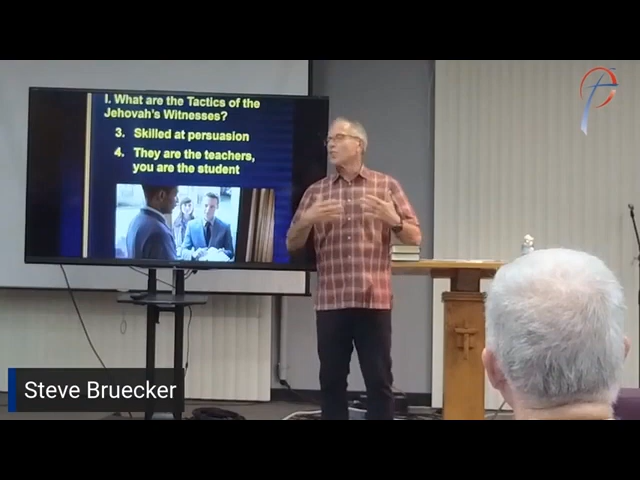 I. What are the Tactics of the
Jehovah's Witnesses?
3. Skilled at persuasion
4. They are the teachers,
you are the student
Steve Bruecker